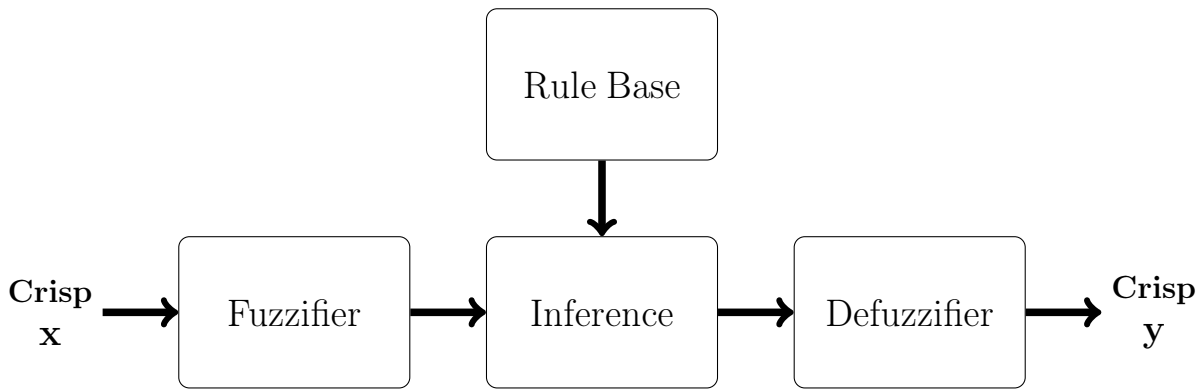 Rule Base
Crisp
x
Fuzzifier
Inference
Defuzzifier
Crisp
y